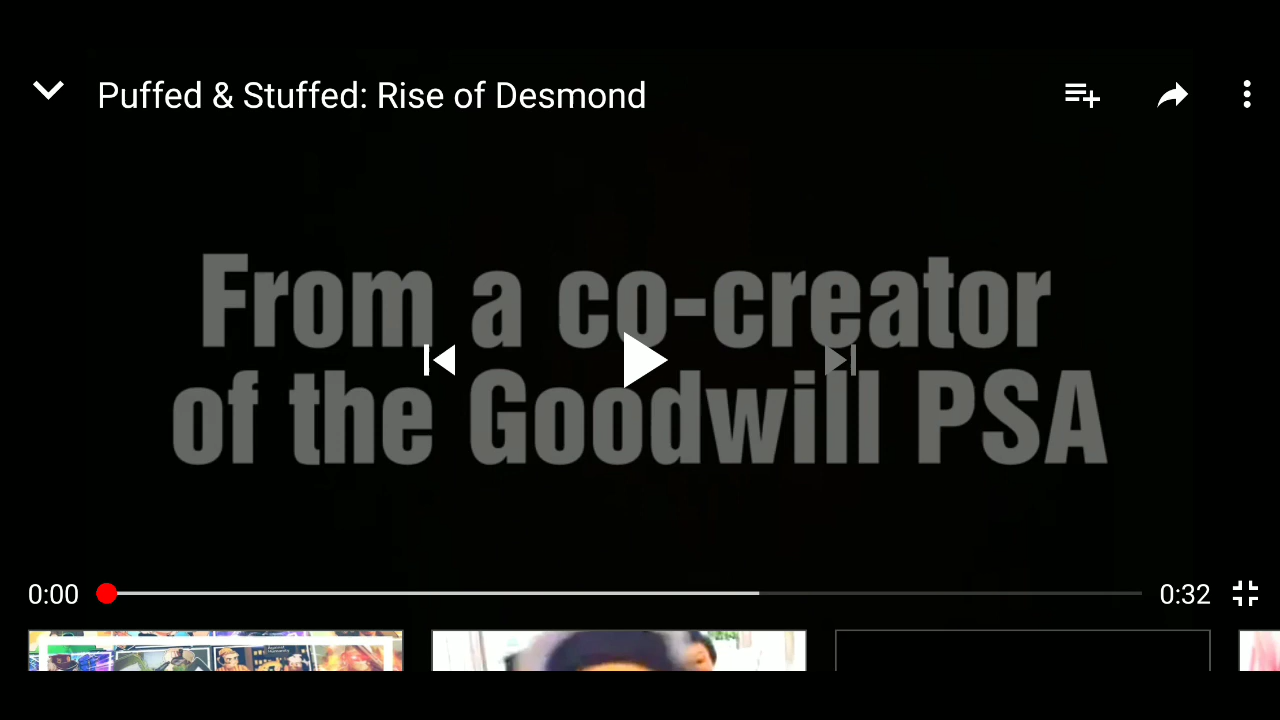 Puffed & Stuffed: Rise of Desmond
From a co-creator
of the Goodwill PSA
0:00
0:32